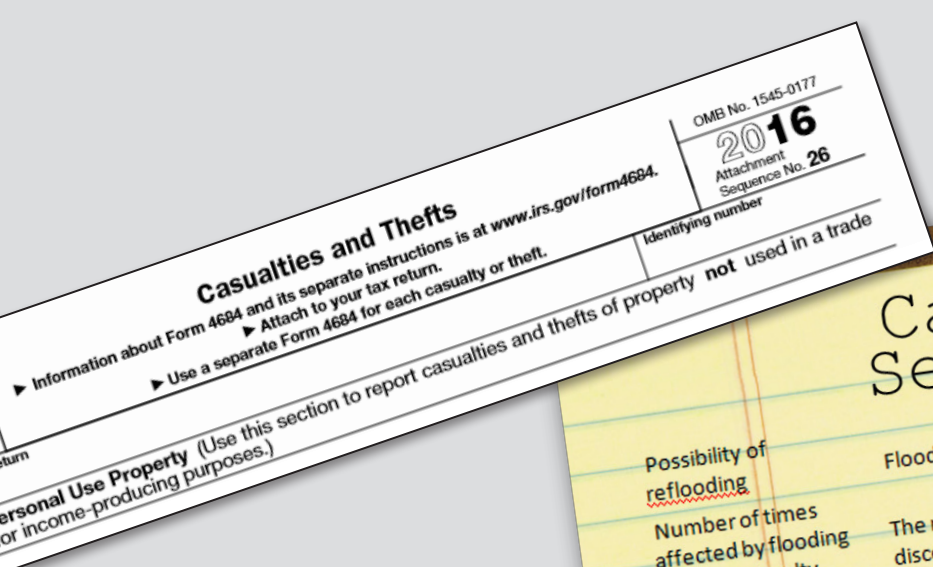 OMB No. 1545-0177
2016
Attachment
Sequence No. 26
Casualties and Thefts
► Information about Form 4684 and its separate instructions is at www.irs.gov/form4684.
► Attach to your tax return.
► Use a separate Form 4684 for each casualty or theft.
Identifying number
eturn
ersonal Use Property (Use this section to report casualties and thefts of property not used in a trade
or income-producing purposes.)
Ca
Se
Possibility of
reflooding
Flood
Number of times
affected by flooding
The
disc